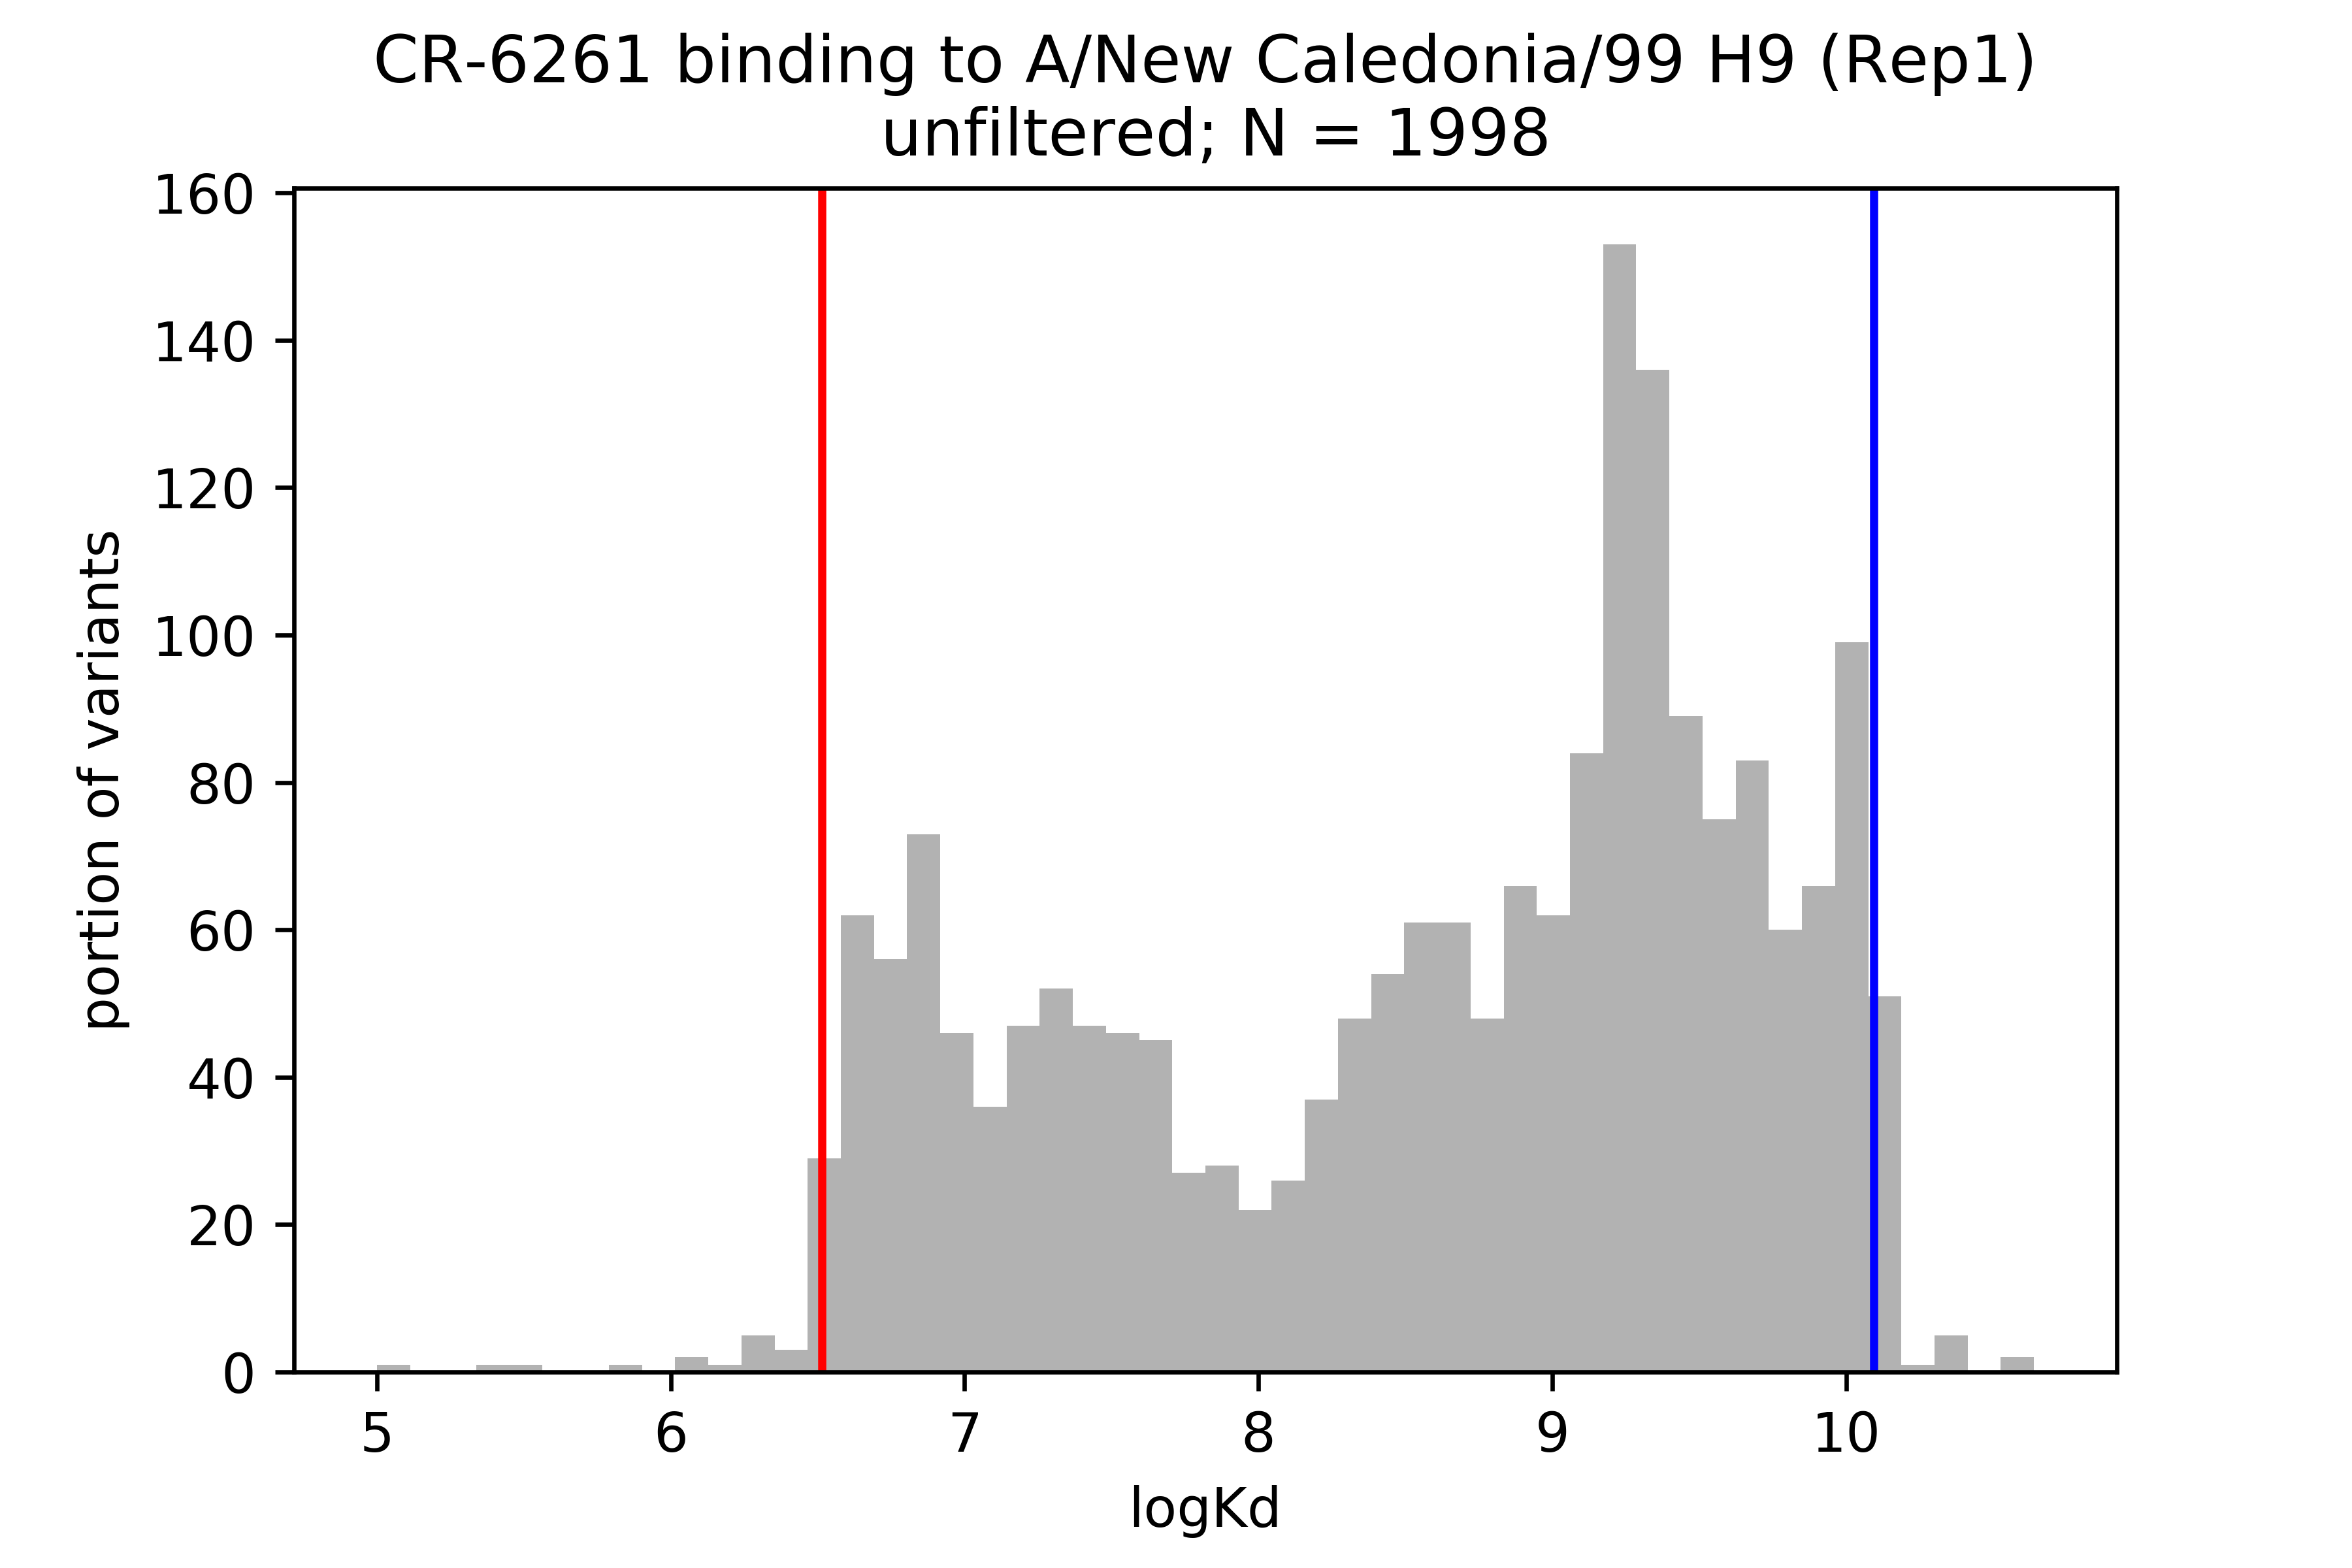 CR-6261 binding to A/New Caledonia/99 H9 (Rep1)
unfiltered; N = 1998
160
140
120
100
80
60
40
20
0
portion of variants
5 6 7 8 9 10
logKd